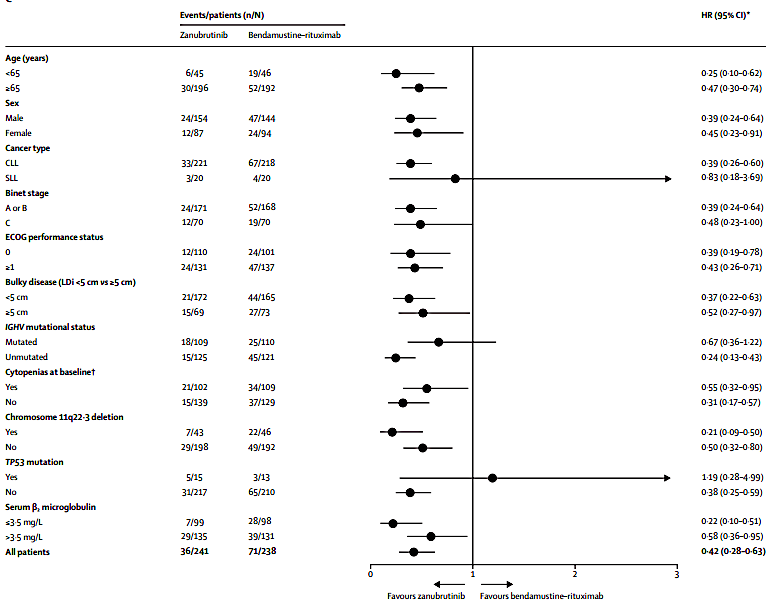 Events/patients (n/N) HR (95% CI)*
Zanubrutinib Bendamustine–rituximab
Age (years)
<65 6/45 19/46 0·25 (0·10–0·62)
≥65 30/196 52/192 0·47 (0·30–0·74)
Sex
Male 24/154 47/144 0·39 (0·24–0·64)
Female 12/87 24/94 0·45 (0·23–0·91)
Cancer type
CLL 33/221 67/218 0·39 (0·26–0·60)
SLL 3/20 4/20 0·83 (0·18–3·69)
Binet stage
A or B 24/171 52/168 0·39 (0·24–0·64)
C 12/70 19/70 0·48 (0·23–1·00)
ECOG performance status
0 12/110 24/101 0·39 (0·19–0·78)
≥1 24/131 47/137 0·43 (0·26–0·71)
Bulky disease (LDi <5 cm vs ≥5 cm)
<5 cm 21/172 44/165 0·37 (0·22–0·63)
≥5 cm 15/69 27/73 0·52 (0·27–0·97)
IGHV mutational status
Mutated 18/109 25/110 0·67 (0·36–1·22)
Unmutated 15/125 45/121 0·24 (0·13–0·43)
Cytopenias at baseline†
Yes 21/102 34/109 0·55 (0·32–0·95)
No 15/139 37/129 0·31 (0·17–0·57)
Chromosome 11q22-3 deletion
Yes 7/43 22/46 0·21 (0·09–0·50)
No 29/198 49/192 0·50 (0·32–0·80)
TP53 mutation
Yes 5/15 3/13 1·19 (0·28–4·99)
No 31/217 65/210 0·38 (0·25–0·59)
Serum β₂ microglobulin
≤3·5 mg/L 7/99 28/98 0·22 (0·10–0·51)
>3·5 mg/L 29/135 39/131 0·58 (0·36–0·95)
All patients 36/241 71/238 0·42 (0·28–0·63)
0 1 2 3
Favours zanubrutinib Favours bendamustine–rituximab